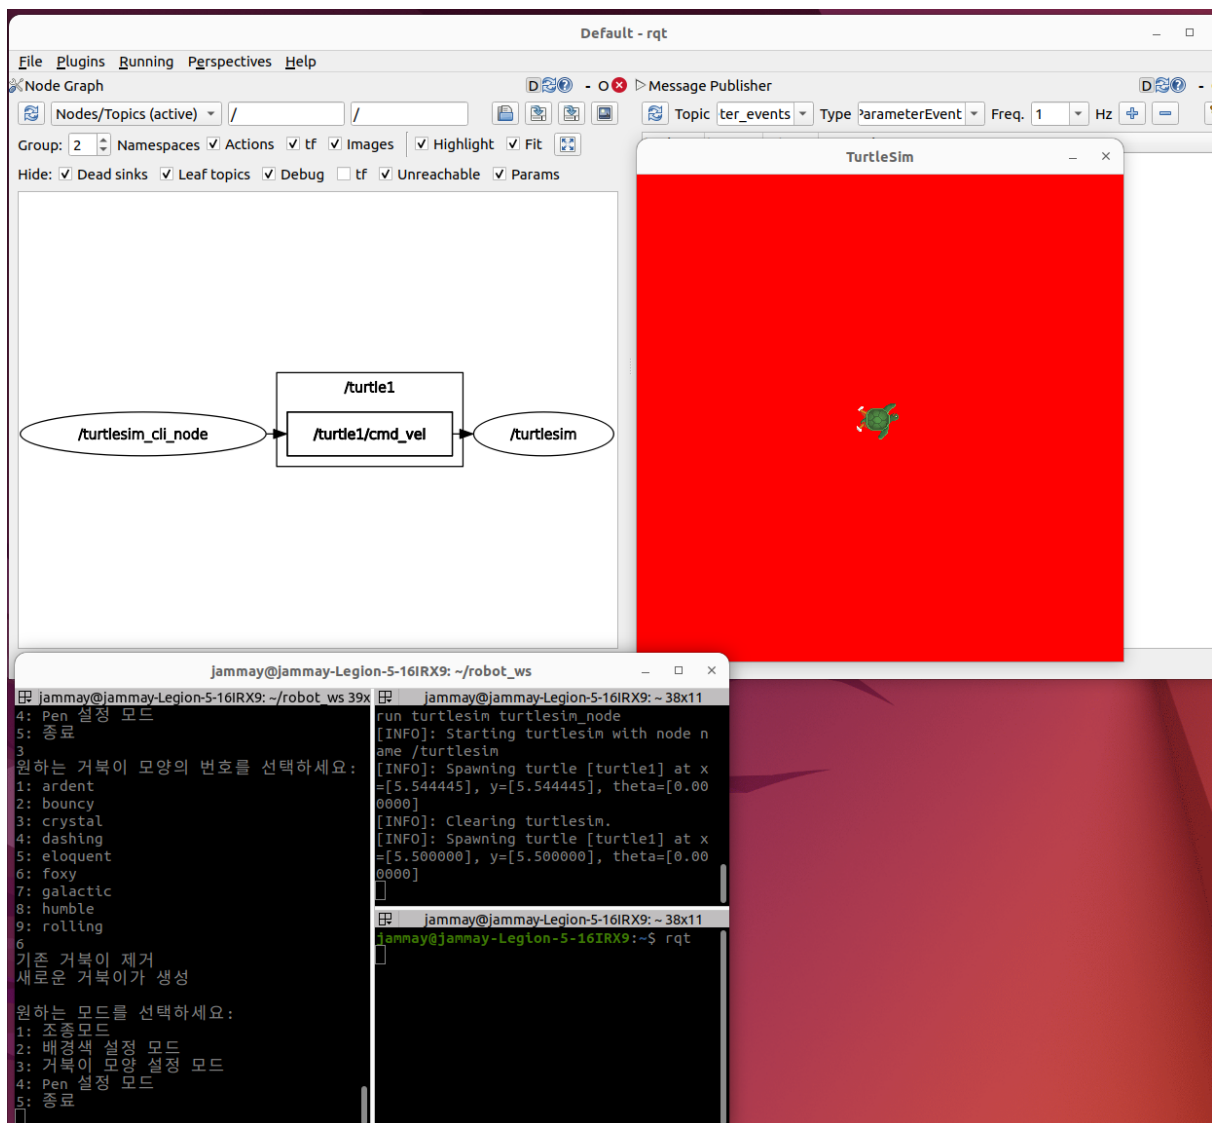 Default - rqt
File Plugins Running Perspectives Help
Node Graph
D
- O
Message Publisher
D
-
Nodes/Topics (active) / /
Topic ter_events Type ParameterEvent Freq. 1 Hz
Group: 2 Namespaces Actions tf Images Highlight Fit
Hide: Dead sinks Leaf topics Debug tf Unreachable Params
/turtle1
/turtlesim_cli_node
/turtle1/cmd_vel
/turtlesim
TurtleSim
jammay@jammay-Legion-5-16IRX9: ~/robot_ws
jammay@jammay-Legion-5-16IRX9: ~/robot_ws 39x
4: Pen 설정 모드
5: 종료
3
원하는 거북이 모양의 번호를 선택하세요:
1: ardent
2: bouncy
3: crystal
4: dashing
5: eloquent
6: foxy
7: galactic
8: humble
9: rolling
6
기존 거북이 제거
새로운 거북이가 생성
원하는 모드를 선택하세요:
1: 조종모드
2: 배경색 설정 모드
3: 거북이 모양 설정 모드
4: Pen 설정 모드
5: 종료
jammay@jammay-Legion-5-16IRX9: ~ 38x11
run turtlesim turtlesim_node
[INFO]: Starting turtlesim with node n
ame /turtlesim
[INFO]: Spawning turtle [turtle1] at x
=[5.544445], y=[5.544445], theta=[0.00
0000]
[INFO]: Clearing turtlesim.
[INFO]: Spawning turtle [turtle1] at x
=[5.500000], y=[5.500000], theta=[0.00
0000]
jammay@jammay-Legion-5-16IRX9: ~ 38x11
jammay@jammay-Legion-5-16IRX9:~$ rqt